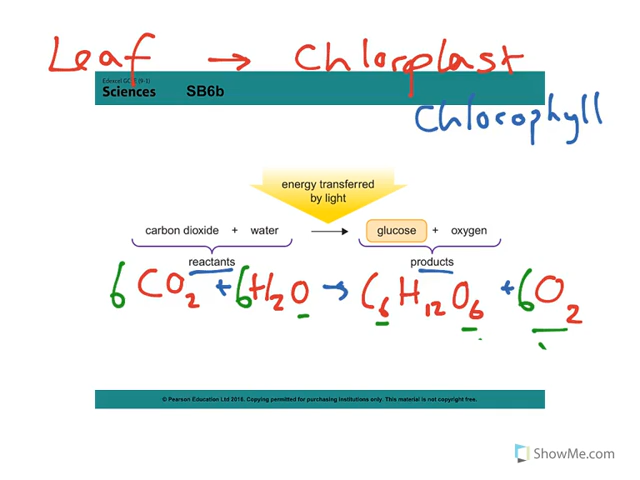 Leaf → Chloroplast
Edexcel GCSE (9-1)
Sciences SB6b
Chlorophyll
energy transferred
by light
carbon dioxide + water → glucose + oxygen
reactants products
6CO₂ + 6H₂O → C₆H₁₂O₆ + 6O₂
© Pearson Education Ltd 2016. Copying permitted for purchasing institutions only. This material is not copyright free.
ShowMe.com